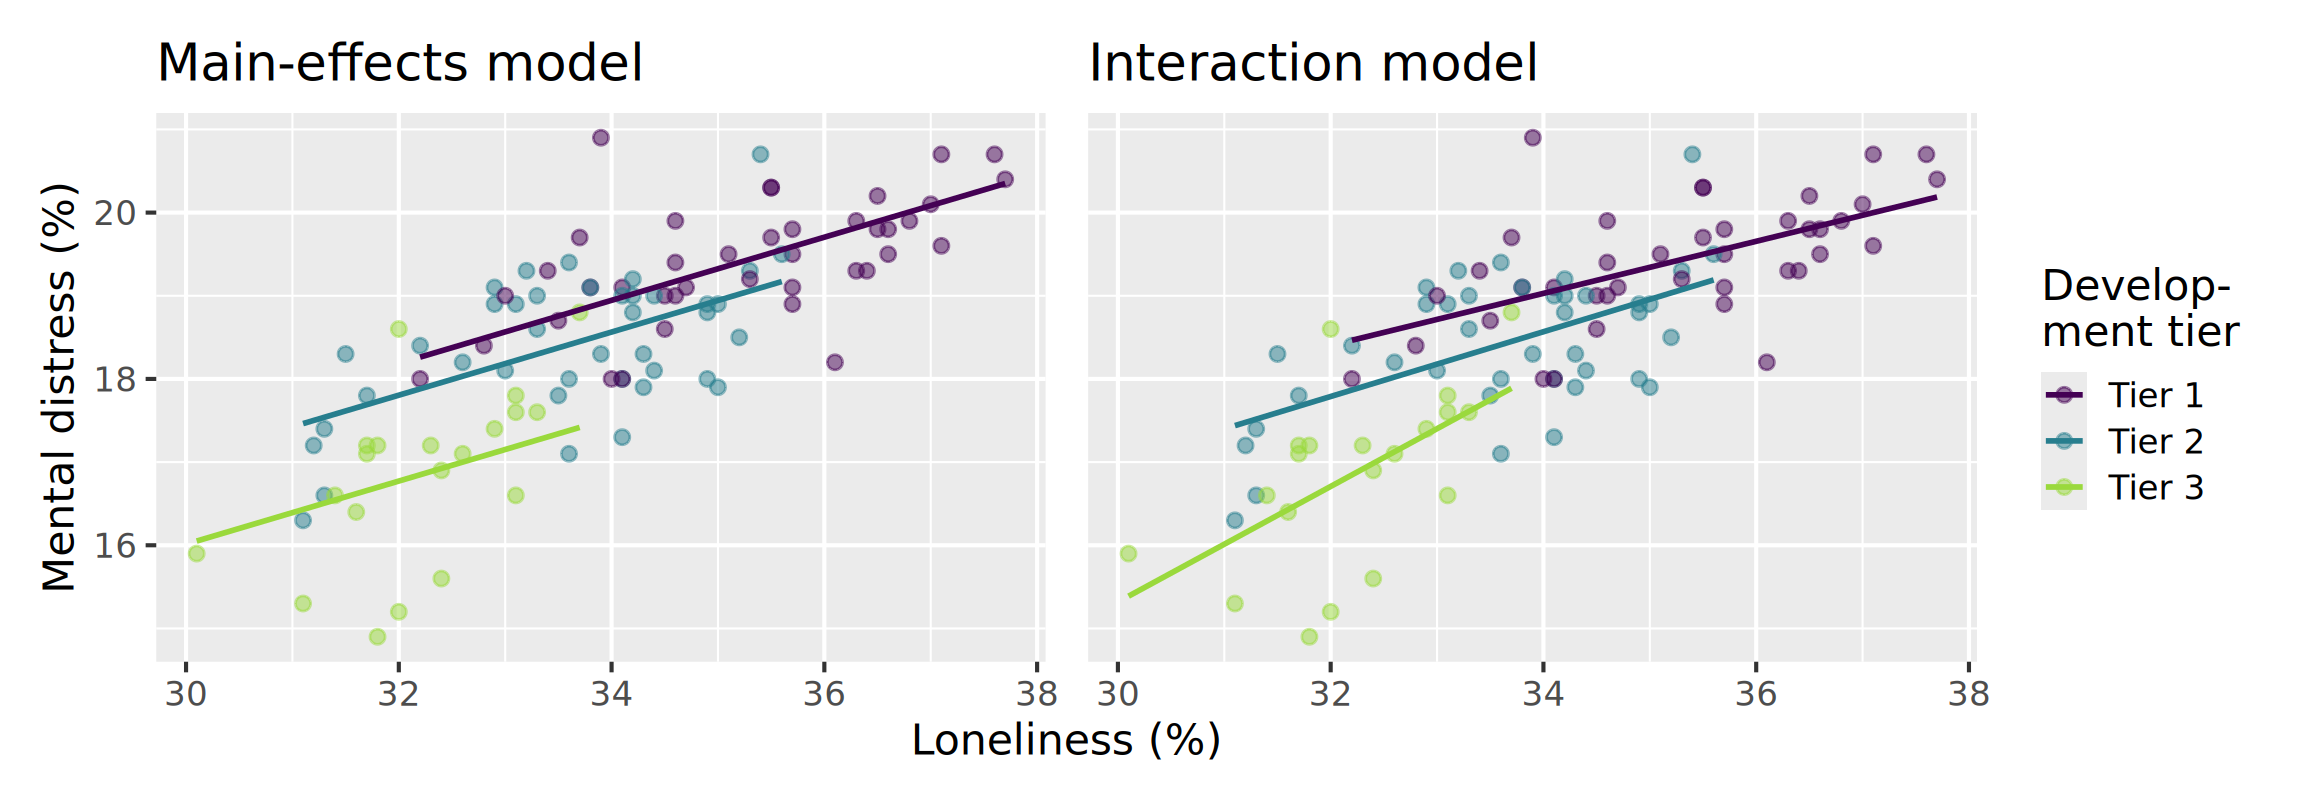 Main-effects model
Interaction model
Mental distress (%)
20
18
16
30 32 34 36 38
30 32 34 36 38
Loneliness (%)
Develop-
ment tier
Tier 1
Tier 2
Tier 3